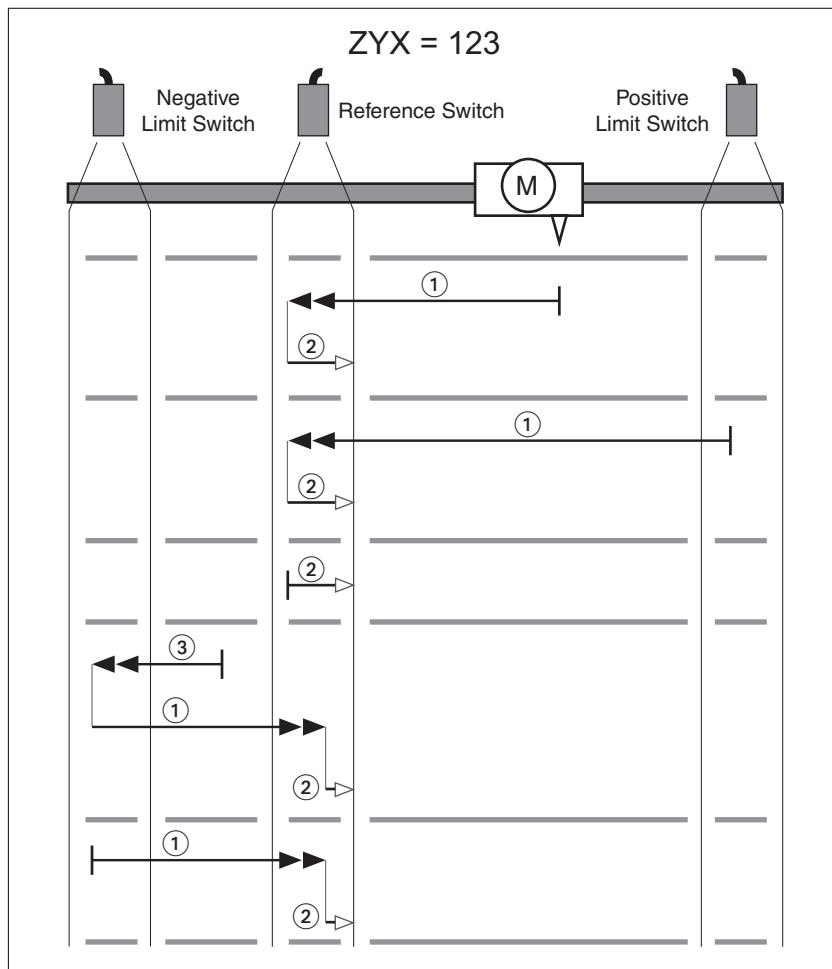 ZYX = 123
Negative
Limit Switch
Reference Switch
Positive
Limit Switch
M
1
2
1
2
2
3
1
2
1
2